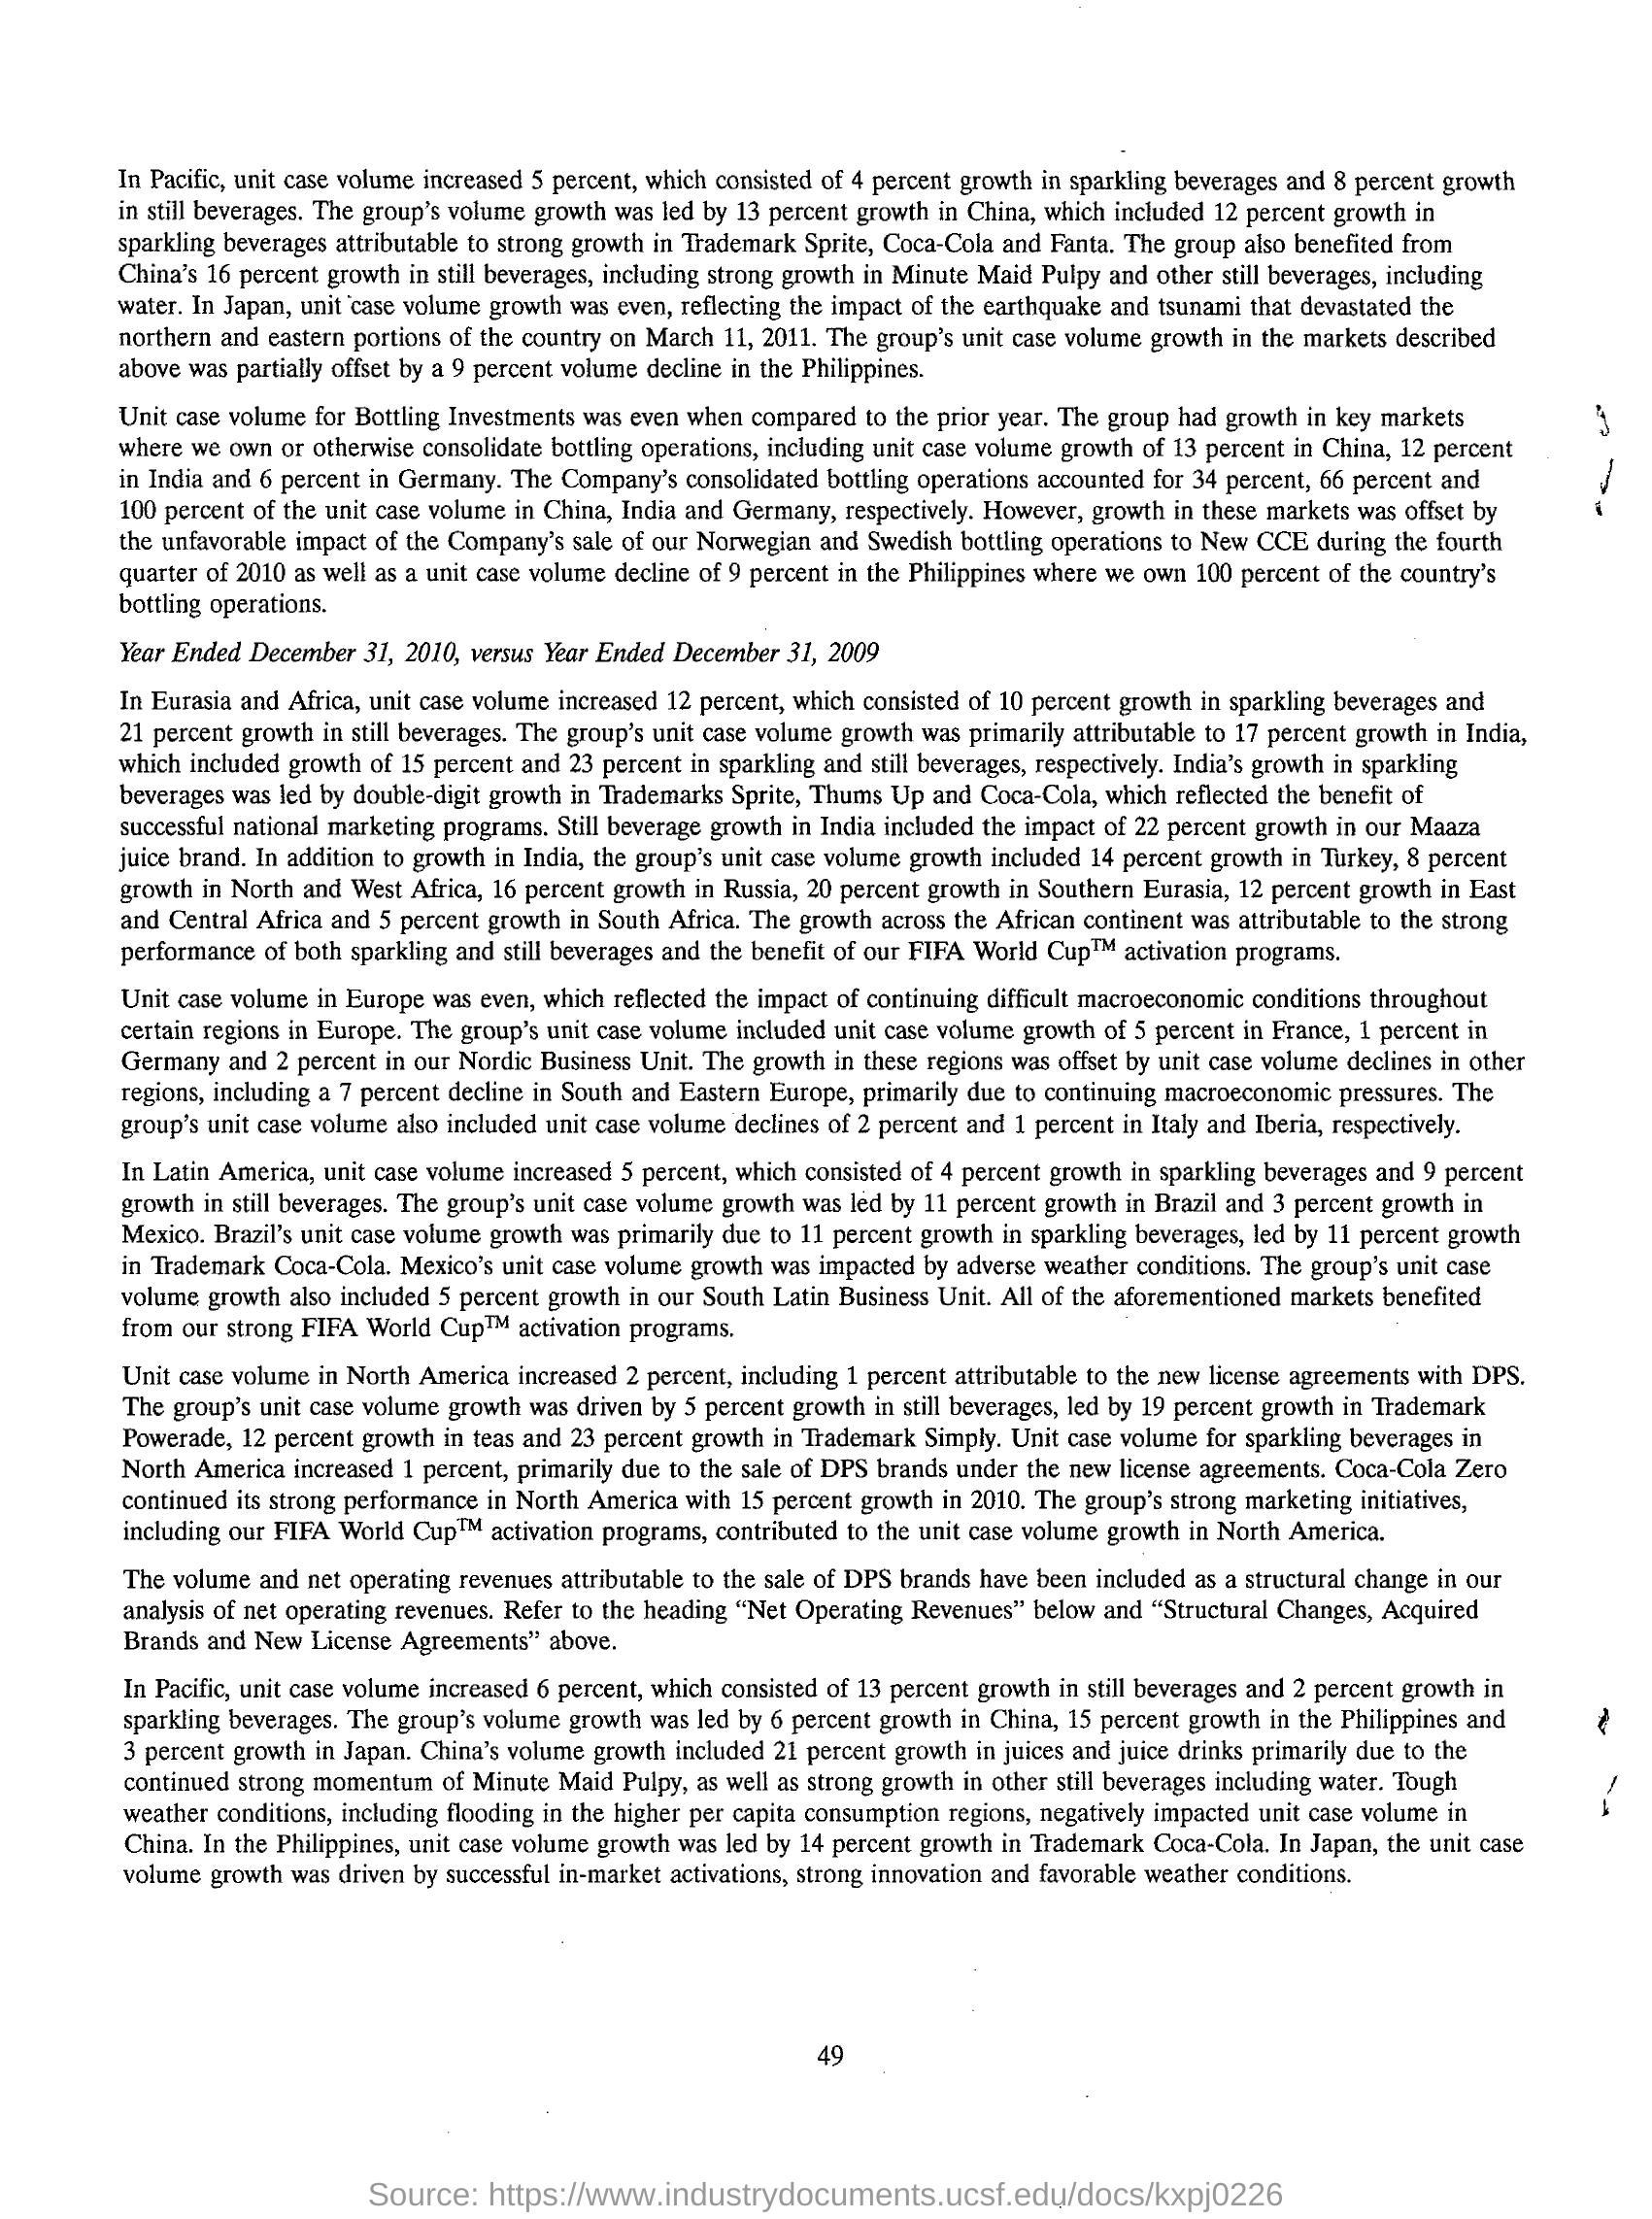 In Pacific, unit case volume increased 5 percent, which consisted of 4 percent growth in sparkling beverages and 8 percent growth
in still beverages. The group's volume growth was led by 13 percent growth in China, which included 12 percent growth in
sparkling beverages attributable to strong growth in Trademark Sprite, Coca-Cola and Fanta. The group also benefited from
China's 16 percent growth in still beverages, including strong growth in Minute Maid Pulpy and other still beverages, including
water. In Japan, unit case volume growth was even, reflecting the impact of the earthquake and tsunami that devastated the
northern and eastern portions of the country on March 11, 2011. The group's unit case volume growth in the markets described
above was partially offset by a 9 percent volume decline in the Philippines.
Unit case volume for Bottling Investments was even when compared to the prior year. The group had growth in key markets
where we own or otherwise consolidate bottling operations, including unit case volume growth of 13 percent in China, 12 percent
in India and 6 percent in Germany. The Company's consolidated bottling operations accounted for 34 percent, 66 percent and
100 percent of the unit case volume in China, India and Germany, respectively. However, growth in these markets was offset by
the unfavorable impact of the Company's sale of our Norwegian and Swedish bottling operations to New CCE during the fourth
quarter of 2010 as well as a unit case volume decline of 9 percent in the Philippines where we own 100 percent of the country's
bottling operations.
Year Ended December 31, 2010, versus Year Ended December 31, 2009
In Eurasia and Africa, unit case volume increased 12 percent, which consisted of 10 percent growth in sparkling beverages and
21 percent growth in still beverages. The group's unit case volume growth was primarily attributable to 17 percent growth in India,
which included growth of 15 percent and 23 percent in sparkling and still beverages, respectively. India's growth in sparkling
beverages was led by double-digit growth in Trademarks Sprite, Thums Up and Coca-Cola, which reflected the benefit of
successful national marketing programs. Still beverage growth in India included the impact of 22 percent growth in our Maaza
juice brand. In addition to growth in India, the group's unit case volume growth included 14 percent growth in Turkey, 8 percent
growth in North and West Africa, 16 percent growth in Russia, 20 percent growth in Southern Eurasia, 12 percent growth in East
and Central Africa and 5 percent growth in South Africa. The growth across the African continent was attributable to the strong
performance of both sparkling and still beverages and the benefit of our FIFA World Cup™ activation programs.
Unit case volume in Europe was even, which reflected the impact of continuing difficult macroeconomic conditions throughout
certain regions in Europe. The group's unit case volume included unit case volume growth of 5 percent in France, 1 percent in
Germany and 2 percent in our Nordic Business Unit. The growth in these regions was offset by unit case volume declines in other
regions, including a 7 percent decline in South and Eastern Europe, primarily due to continuing macroeconomic pressures. The
group's unit case volume also included unit case volume declines of 2 percent and 1 percent in Italy and Iberia, respectively.
In Latin America, unit case volume increased 5 percent, which consisted of 4 percent growth in sparkling beverages and 9 percent
growth in still beverages. The group's unit case volume growth was led by 11 percent growth in Brazil and 3 percent growth in
Mexico. Brazil's unit case volume growth was primarily due to 11 percent growth in sparkling beverages, led by 11 percent growth
in Trademark Coca-Cola. Mexico's unit case volume growth was impacted by adverse weather conditions. The group's unit case
volume growth also included 5 percent growth in our South Latin Business Unit. All of the aforementioned markets benefited
from our strong FIFA World Cup™ activation programs.
Unit case volume in North America increased 2 percent, including 1 percent attributable to the new license agreements with DPS.
The group's unit case volume growth was driven by 5 percent growth in still beverages, led by 19 percent growth in Trademark
Powerade, 12 percent growth in teas and 23 percent growth in Trademark Simply. Unit case volume for sparkling beverages in
North America increased 1 percent, primarily due to the sale of DPS brands under the new license agreements. Coca-Cola Zero
continued its strong performance in North America with 15 percent growth in 2010. The group's strong marketing initiatives,
including our FIFA World Cup™ activation programs, contributed to the unit case volume growth in North America.
The volume and net operating revenues attributable to the sale of DPS brands have been included as a structural change in our
analysis of net operating revenues. Refer to the heading "Net Operating Revenues" below and "Structural Changes, Acquired
Brands and New License Agreements" above.
In Pacific, unit case volume increased 6 percent, which consisted of 13 percent growth in still beverages and 2 percent growth in
sparkling beverages. The group's volume growth was led by 6 percent growth in China, 15 percent growth in the Philippines and
3 percent growth in Japan. China's volume growth included 21 percent growth in juices and juice drinks primarily due to the
continued strong momentum of Minute Maid Pulpy, as well as strong growth in other still beverages including water. Tough
weather conditions, including flooding in the higher per capita consumption regions, negatively impacted unit case volume in
China. In the Philippines, unit case volume growth was led by 14 percent growth in Trademark Coca-Cola. In Japan, the unit case
volume growth was driven by successful in-market activations, strong innovation and favorable weather conditions.
49
Source: https://www.industrydocuments.ucsf.edu/docs/kxpj0226